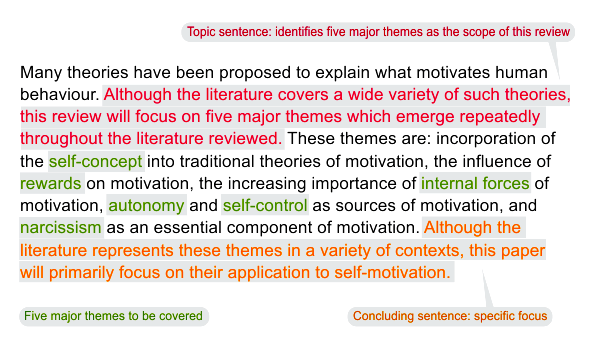 Topic sentence: identifies five major themes as the scope of this review
Many theories have been proposed to explain what motivates human
behaviour. Although the literature covers a wide variety of such theories,
this review will focus on five major themes which emerge repeatedly
throughout the literature reviewed. These themes are: incorporation of
the self-concept into traditional theories of motivation, the influence of
rewards on motivation, the increasing importance of internal forces of
motivation, autonomy and self-control as sources of motivation, and
narcissism as an essential component of motivation. Although the
literature represents these themes in a variety of contexts, this paper
will primarily focus on their application to self-motivation.
Five major themes to be covered
Concluding sentence: specific focus